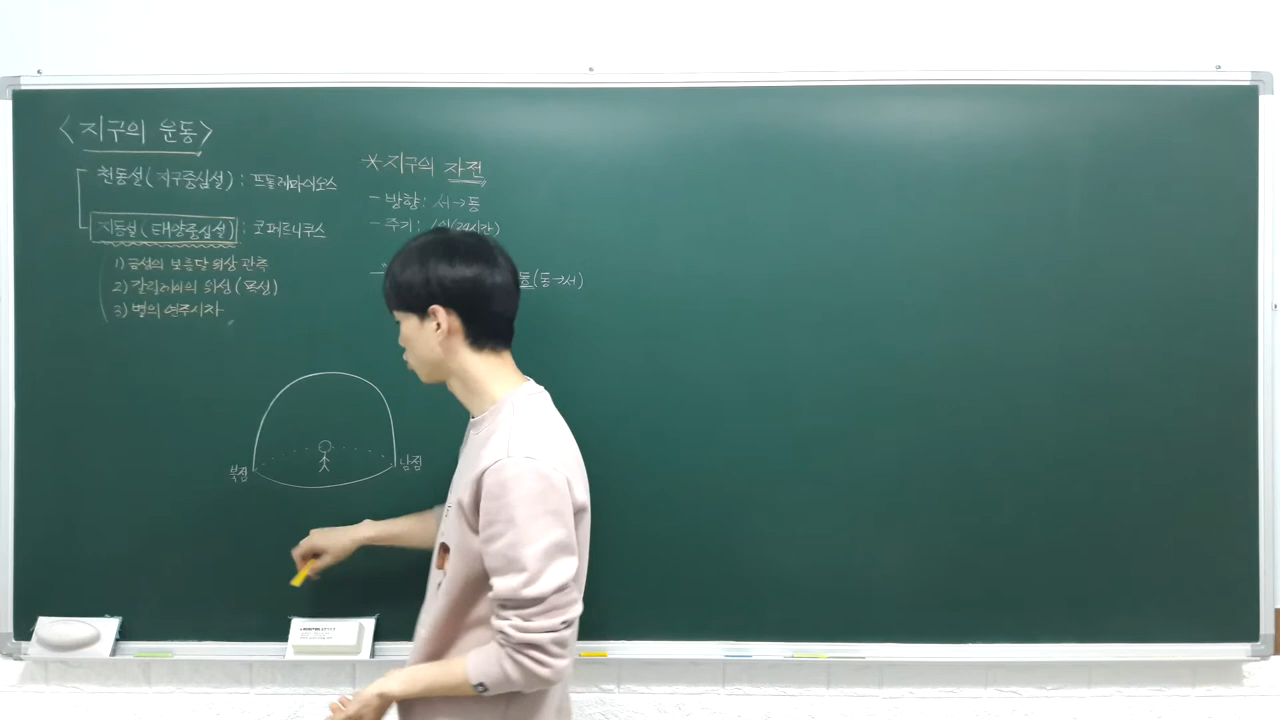 <지구의 운동>
천동설(지구중심설) : 프톨레마이오스
지동설(태양중심설) : 코페르니쿠스
1) 금성의 보름달 위상 관측
2) 갈릴레이의 위성(목성)
3) 별의 연주시차
*지구의 자전
- 방향: 서→동
- 주기: 1일(24시간)
동(동→서)
북점
남점